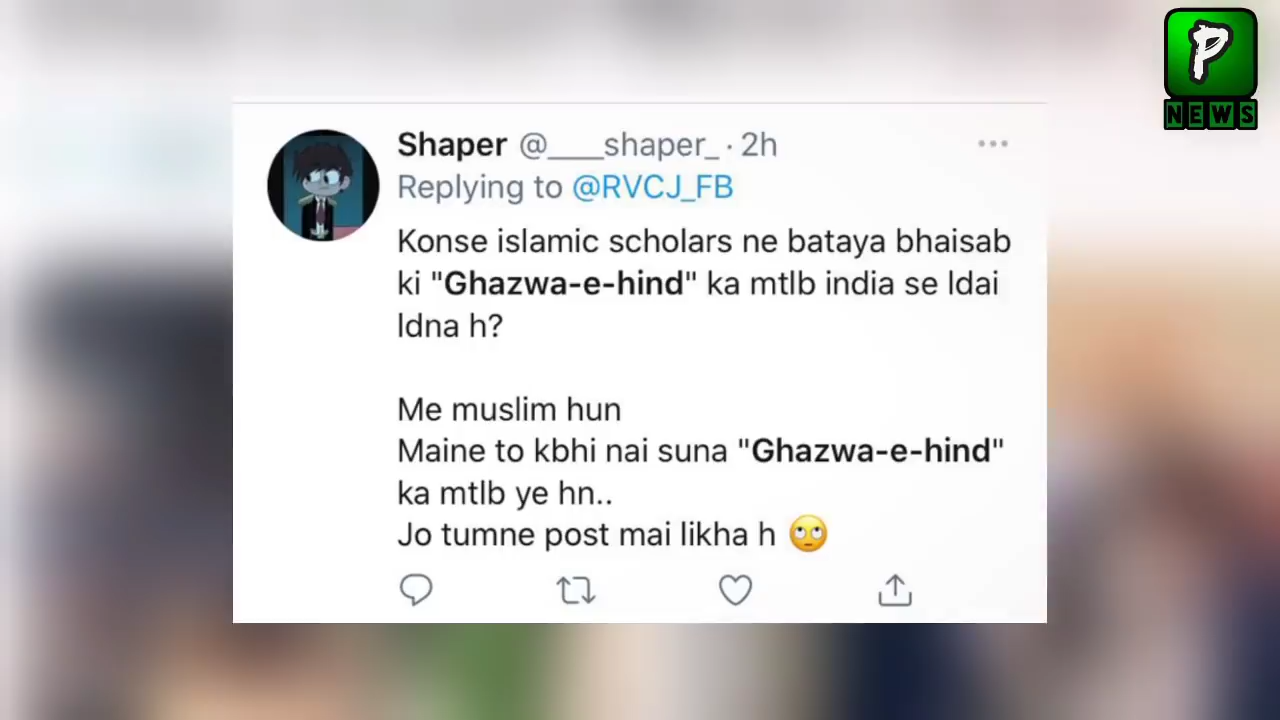 P
NEWS
Shaper @____shaper_ · 2h
Replying to @RVCJ_FB
Konse islamic scholars ne bataya bhaisab
ki "Ghazwa-e-hind" ka mtlb india se ldai
ldna h?
Me muslim hun
Maine to kbhi nai suna "Ghazwa-e-hind"
ka mtlb ye hn..
Jo tumne post mai likha h 🙄